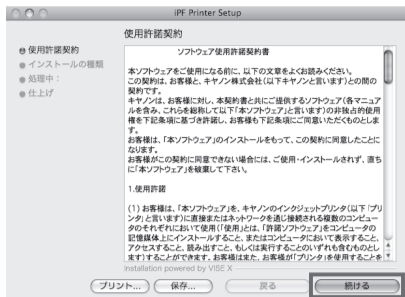 iPF Printer Setup
使用許諾契約
使用許諾契約
インストールの種類
処理中：
仕上げ
ソフトウェア使用許諾契約書
本ソフトウェアをご使用になる前に、以下の文章をよくお読みください。
この契約は、お客様と、キヤノン株式会社(以下キヤノンと言います)との間の
契約です。
キヤノンは、お客様に対し、本契約書と共にご提供するソフトウェア(各マニュア
ルを含み、これらを総称して以下「本ソフトウェア」と言います)の非独占的使用
権を下記条項に基づき許諾し、お客様も下記条項にご同意いただくものとしま
す。
お客様は、「本ソフトウェア」のインストールをもって、この契約に同意したことに
なります。
お客様がこの契約に同意できない場合には、ご使用・インストールされず、直ち
に「本ソフトウェア」を破棄して下さい。
1.使用許諾
(1) お客様は、「本ソフトウェア」を、キヤノンのインクジェットプリンタ(以下「プリ
ンタ」と言います)に直接またはネットワークを通じ接続される複数のコンピュー
タのそれぞれにおいて使用(「使用」とは、「許諾ソフトウェア」をコンピュータの
記憶媒体上にインストールすること、またはコンピュータにおいて表示すること、
アクセスすること、読み出すこと、もしくは実行することのいずれも含むものとし
ます)することができます。お客様はまた、お客様が「プリンタ」を使用することを
Installation powered by VISE X
プリント...
保存...
戻る
続ける